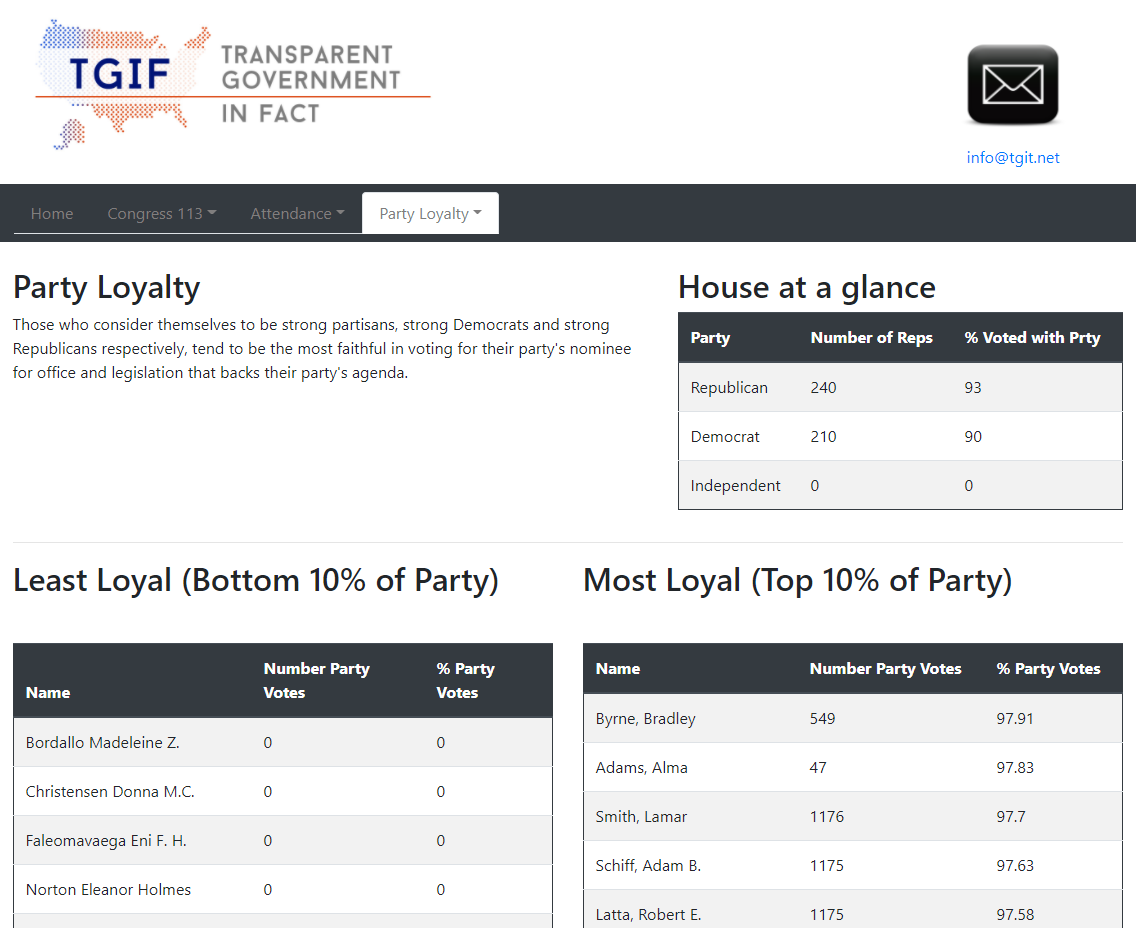 TGIF
TRANSPARENT
GOVERNMENT
IN FACT
info@tgit.net
Home Congress 113 Attendance Party Loyalty
Party Loyalty
Those who consider themselves to be strong partisans, strong Democrats and strong
Republicans respectively, tend to be the most faithful in voting for their party's nominee
for office and legislation that backs their party's agenda.
House at a glance
Party Number of Reps % Voted with Prty
Republican 240 93
Democrat 210 90
Independent 0 0
Least Loyal (Bottom 10% of Party)
Name Number Party Votes % Party Votes
Bordallo Madeleine Z. 0 0
Christensen Donna M.C. 0 0
Faleomavaega Eni F. H. 0 0
Norton Eleanor Holmes 0 0
Most Loyal (Top 10% of Party)
Name Number Party Votes % Party Votes
Byrne, Bradley 549 97.91
Adams, Alma 47 97.83
Smith, Lamar 1176 97.7
Schiff, Adam B. 1175 97.63
Latta, Robert E. 1175 97.58